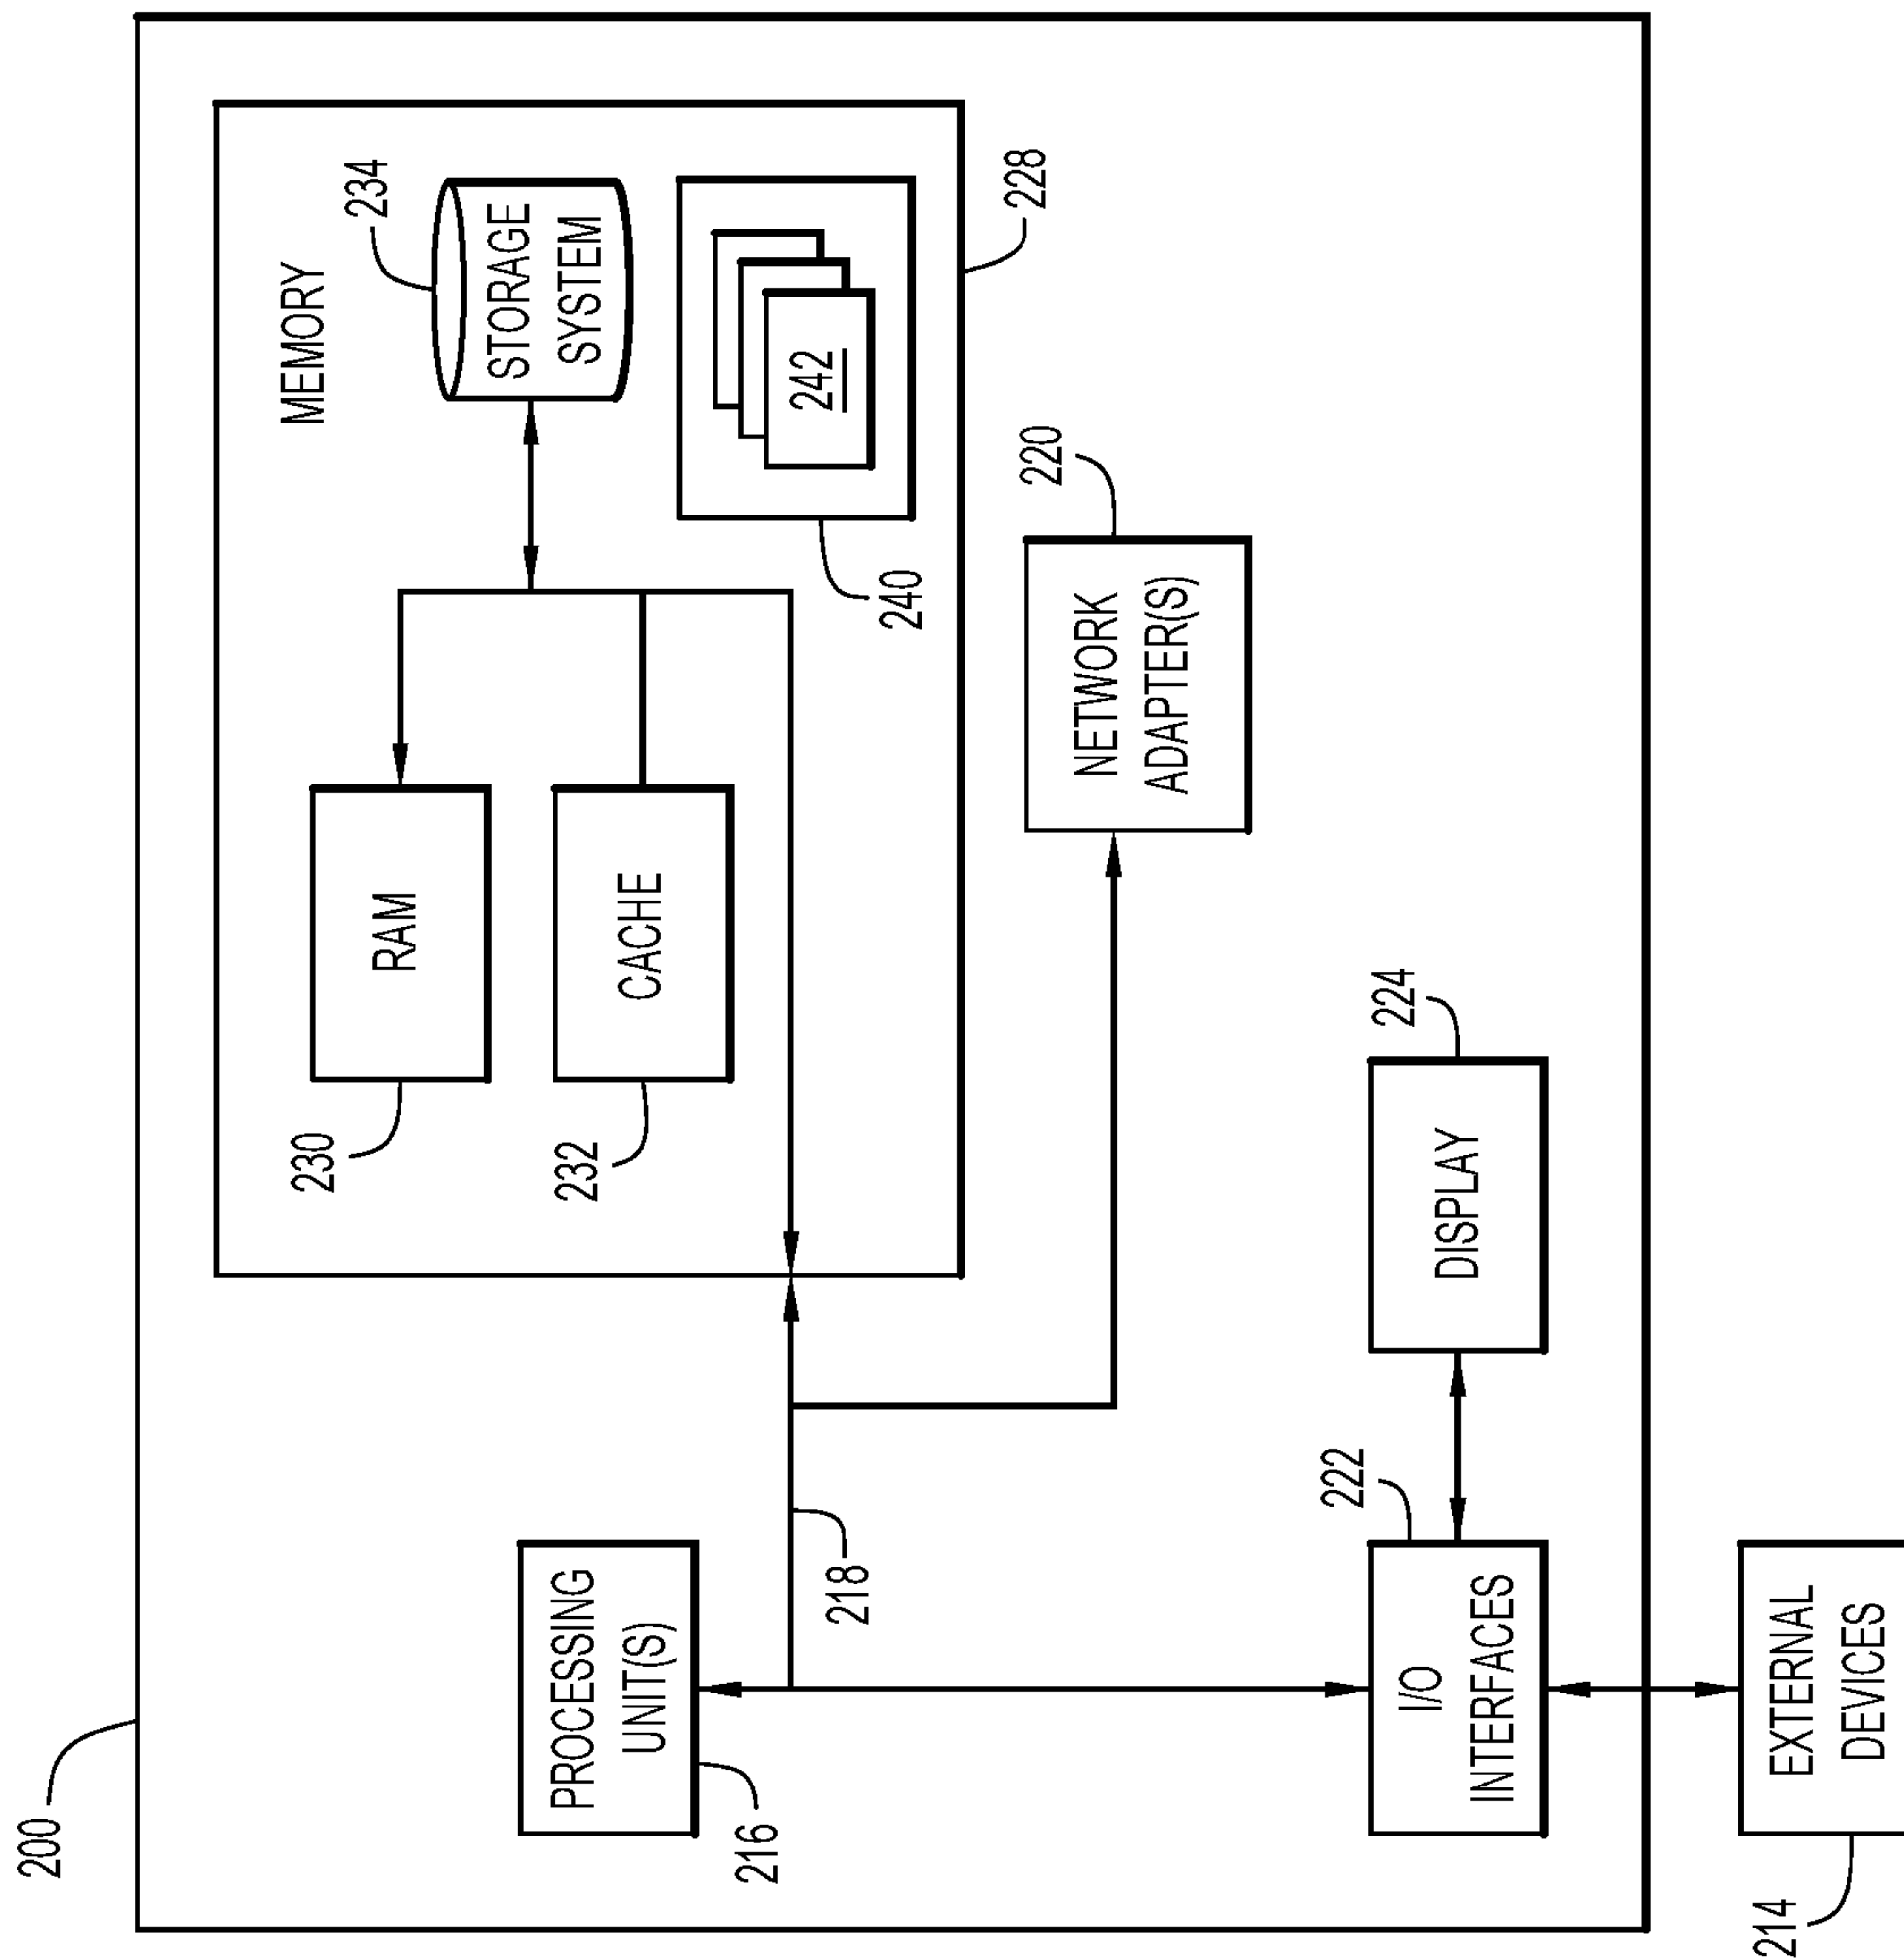 200
MEMORY
234
STORAGE
SYSTEM
RAM
230
CACHE
232
242
240
228
PROCESSING
UNIT(S)
216
218
NETWORK
ADAPTER(S)
220
222
I/O
INTERFACES
DISPLAY
224
EXTERNAL
DEVICES
214